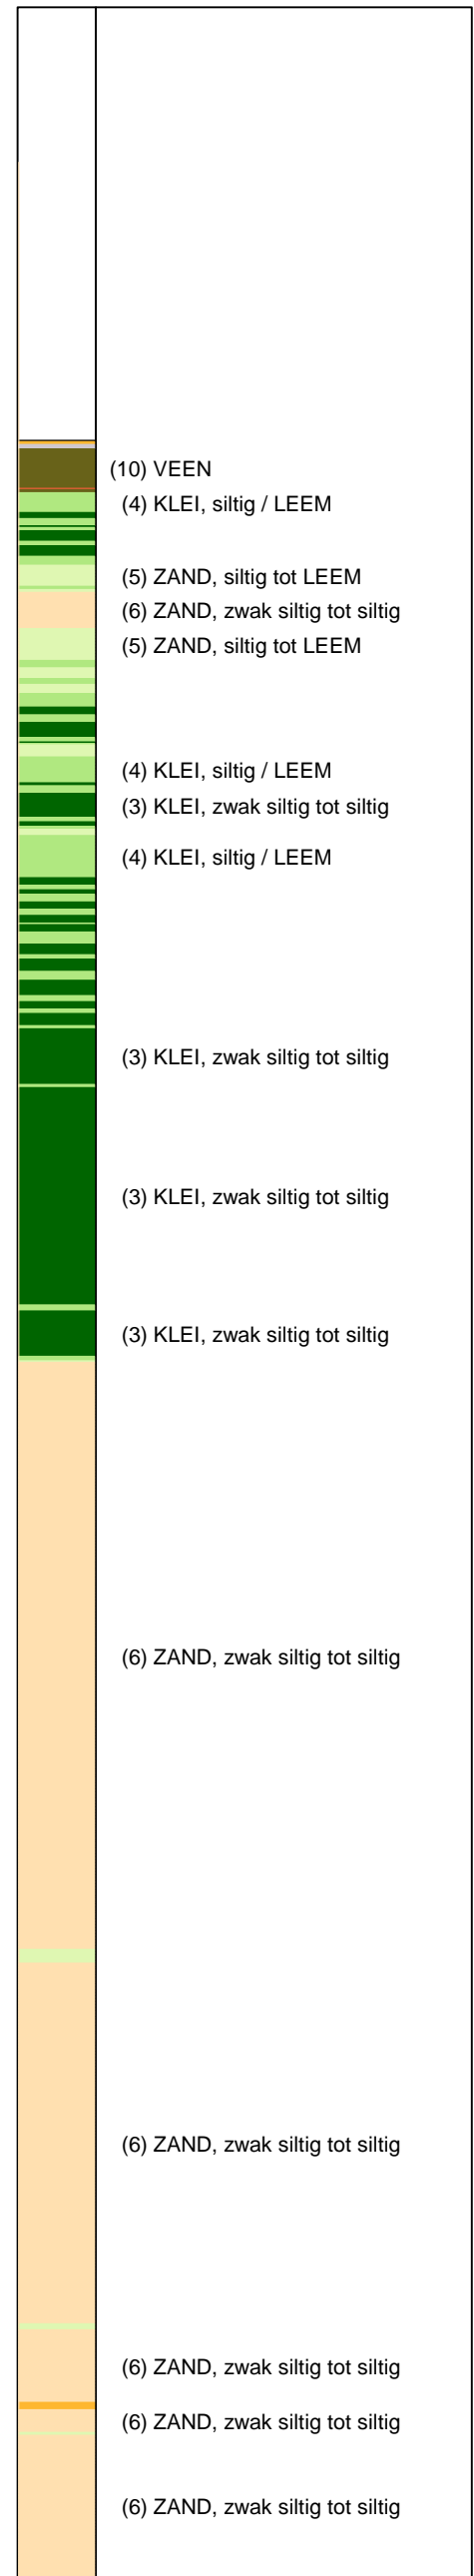 (10) VEEN
(4) KLEI, siltig / LEEM
(5) ZAND, siltig tot LEEM
(6) ZAND, zwak siltig tot siltig
(5) ZAND, siltig tot LEEM
(4) KLEI, siltig / LEEM
(3) KLEI, zwak siltig tot siltig
(4) KLEI, siltig / LEEM
(3) KLEI, zwak siltig tot siltig
(3) KLEI, zwak siltig tot siltig
(3) KLEI, zwak siltig tot siltig
(6) ZAND, zwak siltig tot siltig
(6) ZAND, zwak siltig tot siltig
(6) ZAND, zwak siltig tot siltig
(6) ZAND, zwak siltig tot siltig
(6) ZAND, zwak siltig tot siltig